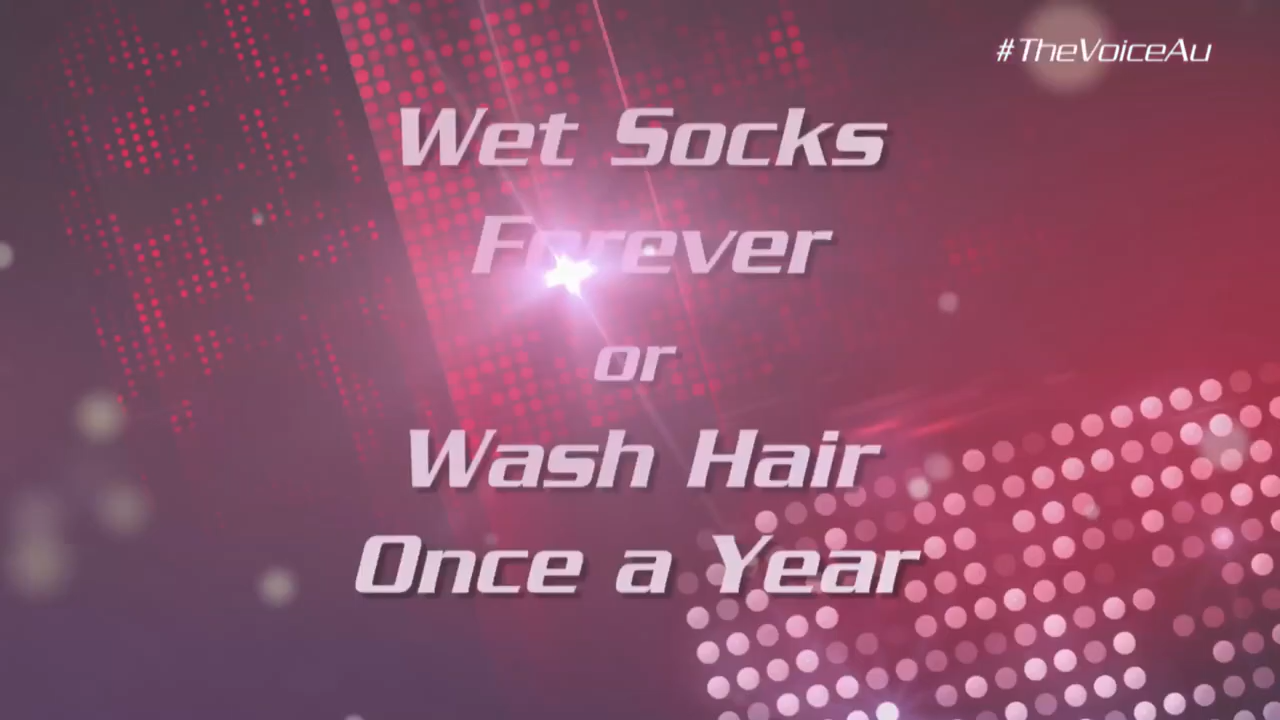 #TheVoiceAu
Wet Socks
Forever
or
Wash Hair
Once a Year